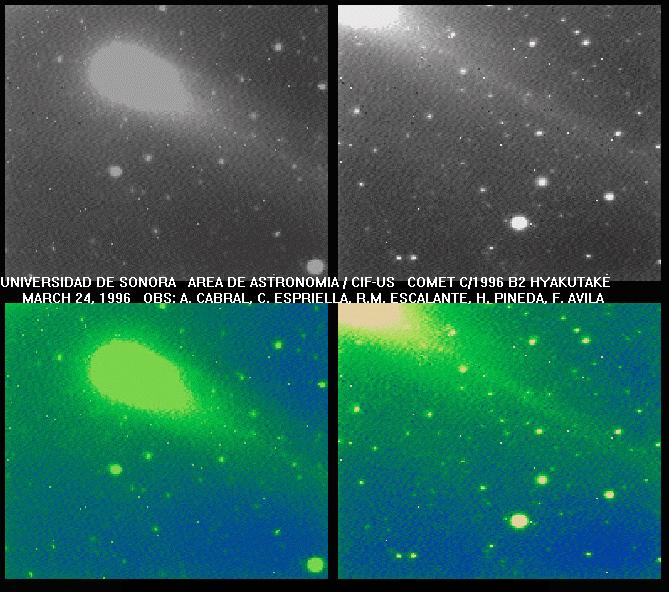 UNIVERSIDAD DE SONORA AREA DE ASTRONOMIA / CIF-US COMET C/1996 B2 HYAKUTAKE
MARCH 24, 1996 OBS: A. CABRAL, C. ESPRIELLA, R.M. ESCALANTE, H. PINEDA, F. AVILA